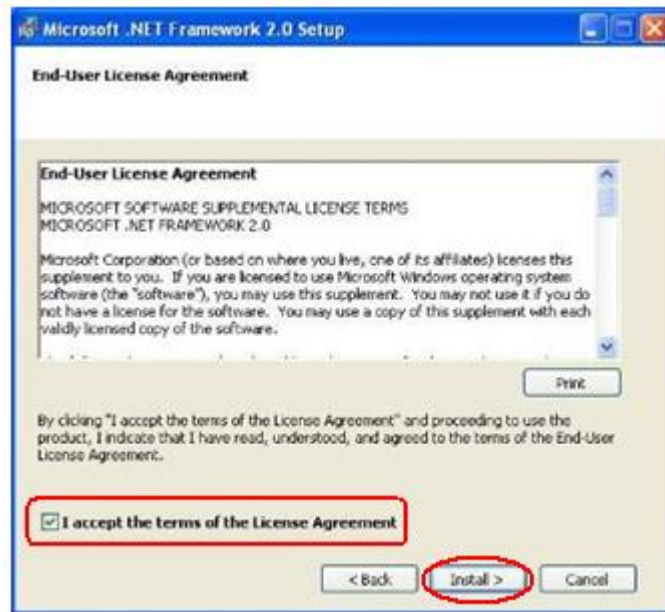 Microsoft .NET Framework 2.0 Setup
End-User License Agreement
End-User License Agreement
MICROSOFT SOFTWARE SUPPLEMENTAL LICENSE TERMS
MICROSOFT .NET FRAMEWORK 2.0
Microsoft Corporation (or based on where you live, one of its affiliates) licenses this
supplement to you. If you are licensed to use Microsoft Windows operating system
software (the "software"), you may use this supplement. You may not use it if you do
not have a license for the software. You may use a copy of this supplement with each
validly licensed copy of the software.
Print
By clicking "I accept the terms of the License Agreement" and proceeding to use the
product, I indicate that I have read, understood, and agreed to the terms of the End-User
License Agreement.
I accept the terms of the License Agreement
< Back
Install >
Cancel